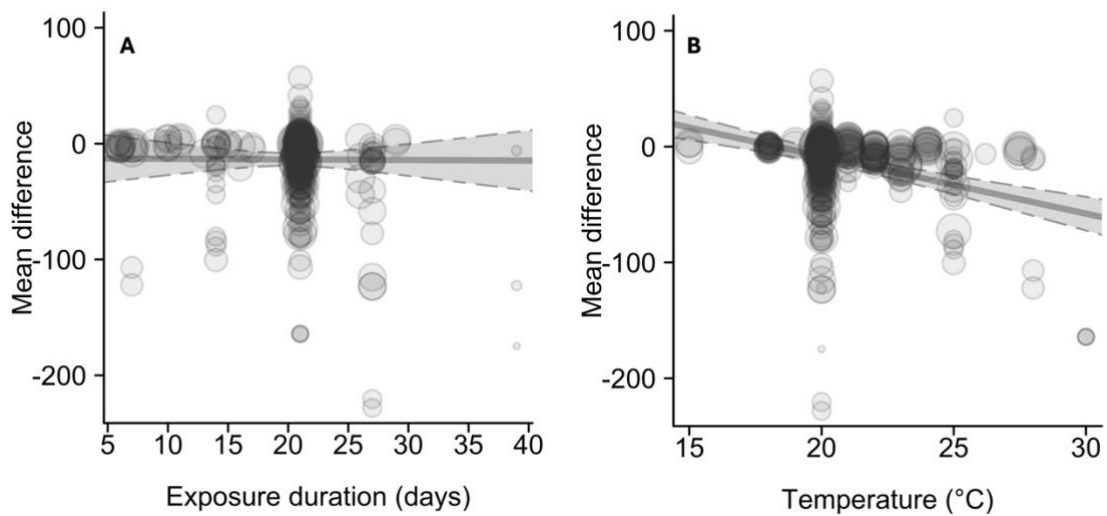 A
100
0
-100
-200
Mean difference
5 10 15 20 25 30 35 40
Exposure duration (days)
B
100
0
-100
-200
Mean difference
15 20 25 30
Temperature (°C)